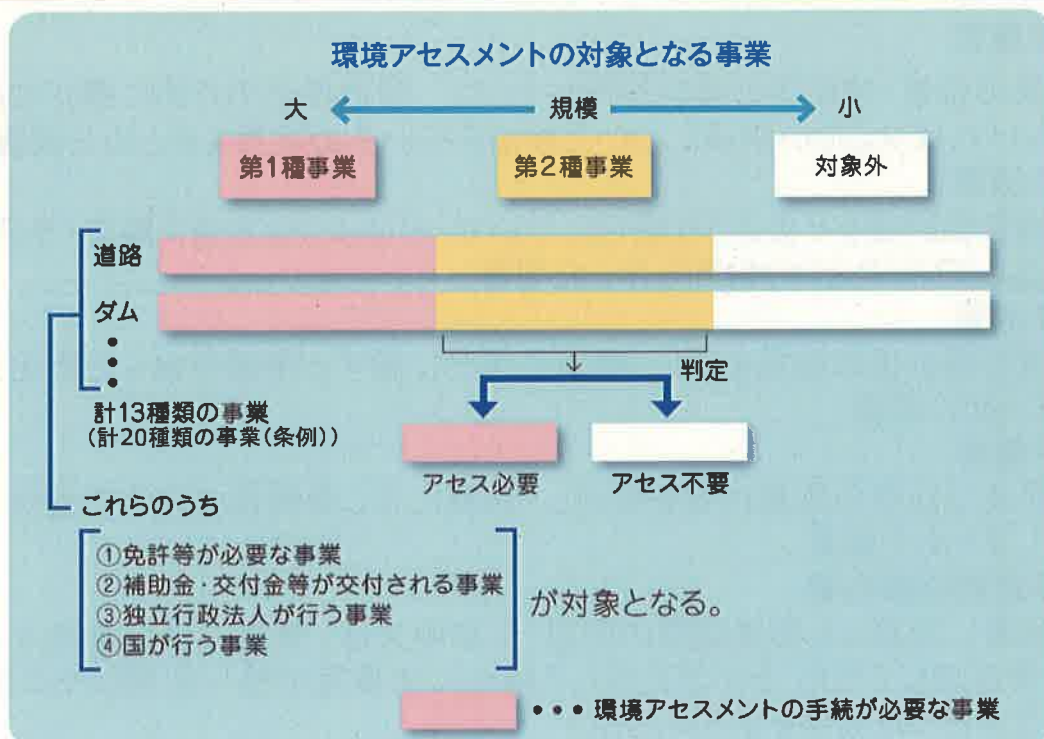 環境アセスメントの対象となる事業
大 規模 小
第1種事業 第2種事業 対象外
道路
ダム
・
・
・
判定
計13種類の事業
(計20種類の事業(条例))
アセス必要 アセス不要
これらのうち
①免許等が必要な事業
②補助金・交付金等が交付される事業
③独立行政法人が行う事業
④国が行う事業
が対象となる。
・・・環境アセスメントの手続が必要な事業